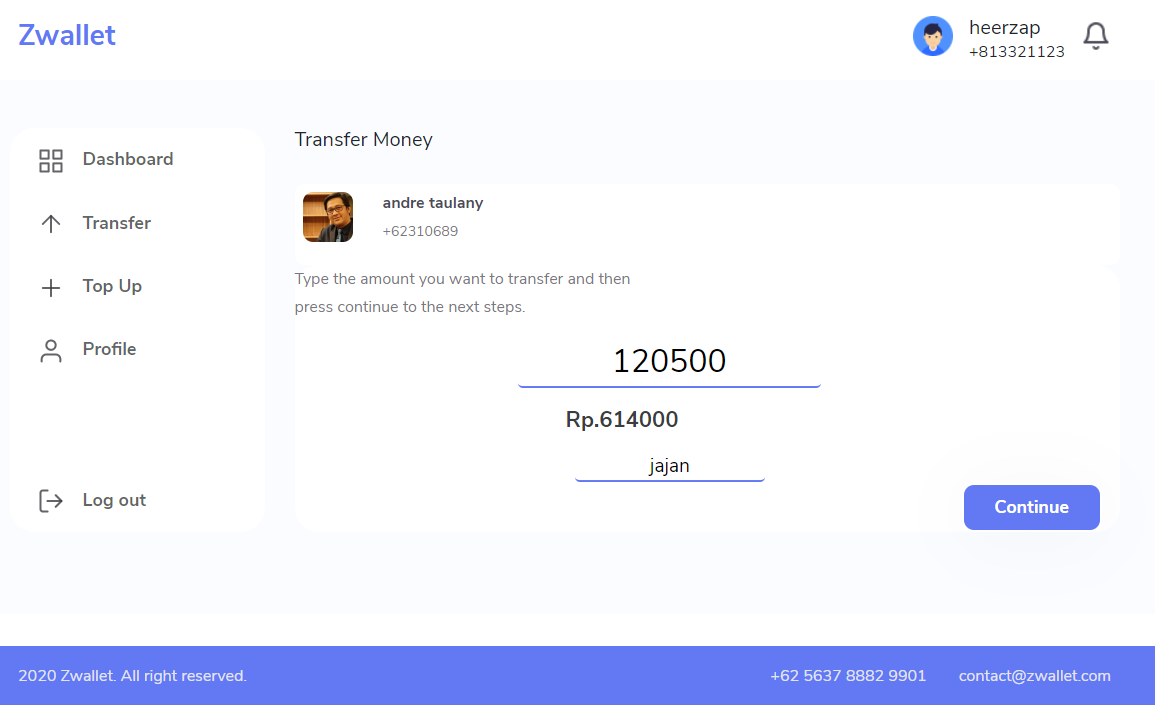 Zwallet
heerzap
+813321123
Dashboard
Transfer
Top Up
Profile
Log out
Transfer Money
andre taulany
+62310689
Type the amount you want to transfer and then
press continue to the next steps.
120500
Rp.614000
jajan
Continue
2020 Zwallet. All right reserved.
+62 5637 8882 9901
contact@zwallet.com